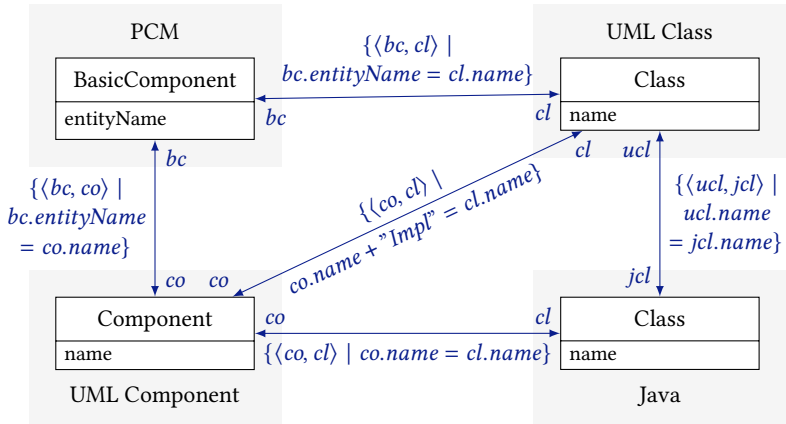 PCM
UML Class
{⟨bc, cl⟩ |
bc.entityName = cl.name}
BasicComponent
entityName
Class
name
bc
cl
bc
cl
ucl
{⟨bc, co⟩ |
bc.entityName
= co.name}
{⟨co, cl⟩ |
co.name + "Impl" = cl.name}
{⟨ucl, jcl⟩ |
ucl.name
= jcl.name}
co
co
jcl
Component
name
co
cl
{⟨co, cl⟩ | co.name = cl.name}
Class
name
UML Component
Java